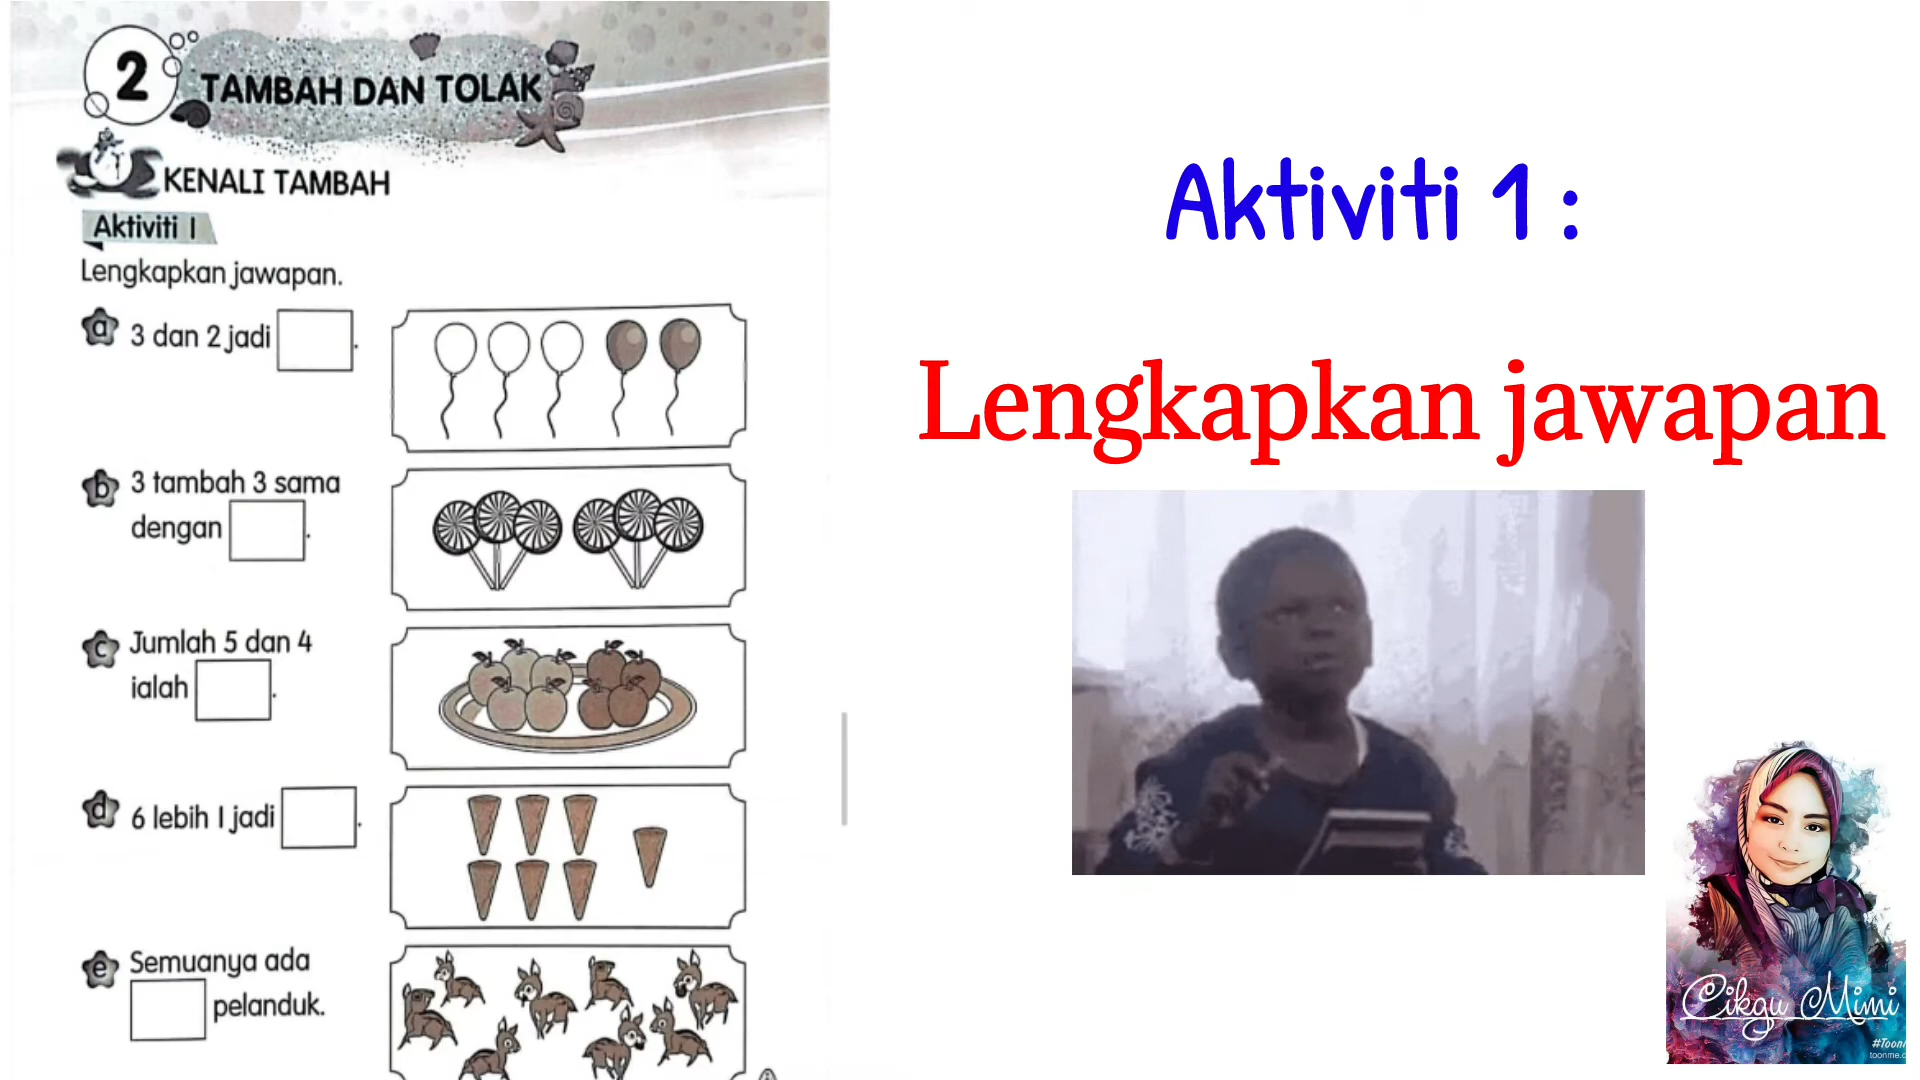 2
TAMBAH DAN TOLAK
KENALI TAMBAH
Aktiviti 1
Lengkapkan jawapan.
a 3 dan 2 jadi .
b 3 tambah 3 sama
dengan .
c Jumlah 5 dan 4
ialah .
d 6 lebih 1 jadi .
e Semuanya ada
pelanduk.
Aktiviti 1 :
Lengkapkan jawapan
Cikgu Mimi